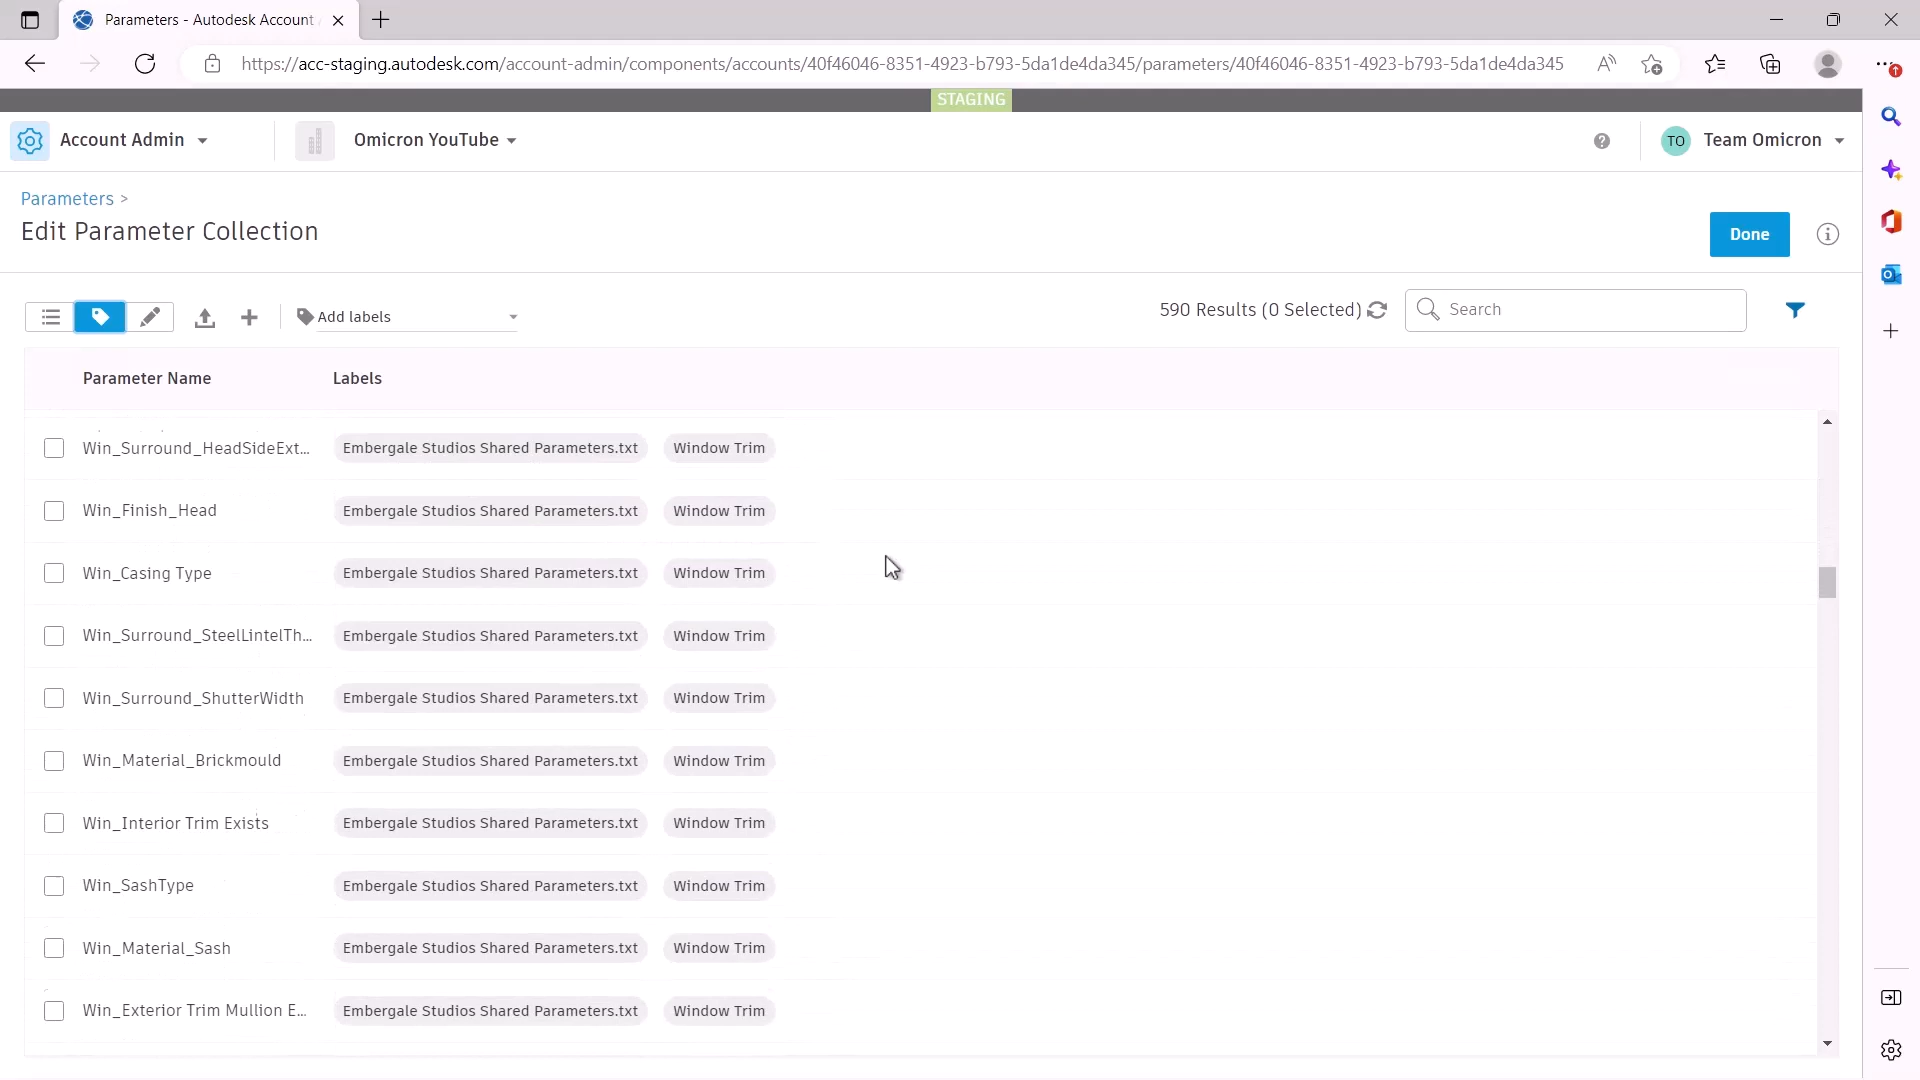 Parameters - Autodesk Account
https://acc-staging.autodesk.com/account-admin/components/accounts/40f46046-8351-4923-b793-5da1de4da345/parameters/40f46046-8351-4923-b793-5da1de4da345
STAGING
Account Admin
Omicron YouTube
TO Team Omicron
Parameters >
Edit Parameter Collection
Done
Add labels
590 Results (0 Selected)
Search
Parameter Name Labels
Win_Surround_HeadSideExt... Embergale Studios Shared Parameters.txt Window Trim
Win_Finish_Head Embergale Studios Shared Parameters.txt Window Trim
Win_Casing Type Embergale Studios Shared Parameters.txt Window Trim
Win_Surround_SteelLintelTh... Embergale Studios Shared Parameters.txt Window Trim
Win_Surround_ShutterWidth Embergale Studios Shared Parameters.txt Window Trim
Win_Material_Brickmould Embergale Studios Shared Parameters.txt Window Trim
Win_Interior Trim Exists Embergale Studios Shared Parameters.txt Window Trim
Win_SashType Embergale Studios Shared Parameters.txt Window Trim
Win_Material_Sash Embergale Studios Shared Parameters.txt Window Trim
Win_Exterior Trim Mullion E... Embergale Studios Shared Parameters.txt Window Trim